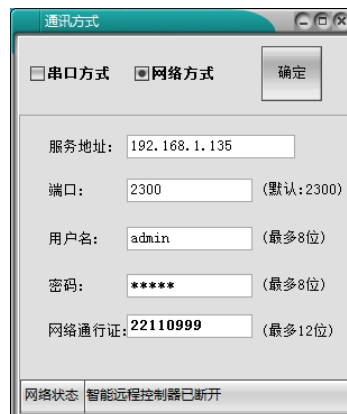 通讯方式
串口方式 网络方式 确定
服务地址: 192.168.1.135
端口: 2300 (默认:2300)
用户名: admin (最多8位)
密码: ***** (最多8位)
网络通行证: 22110999 (最多12位)
网络状态 智能远程控制器已断开